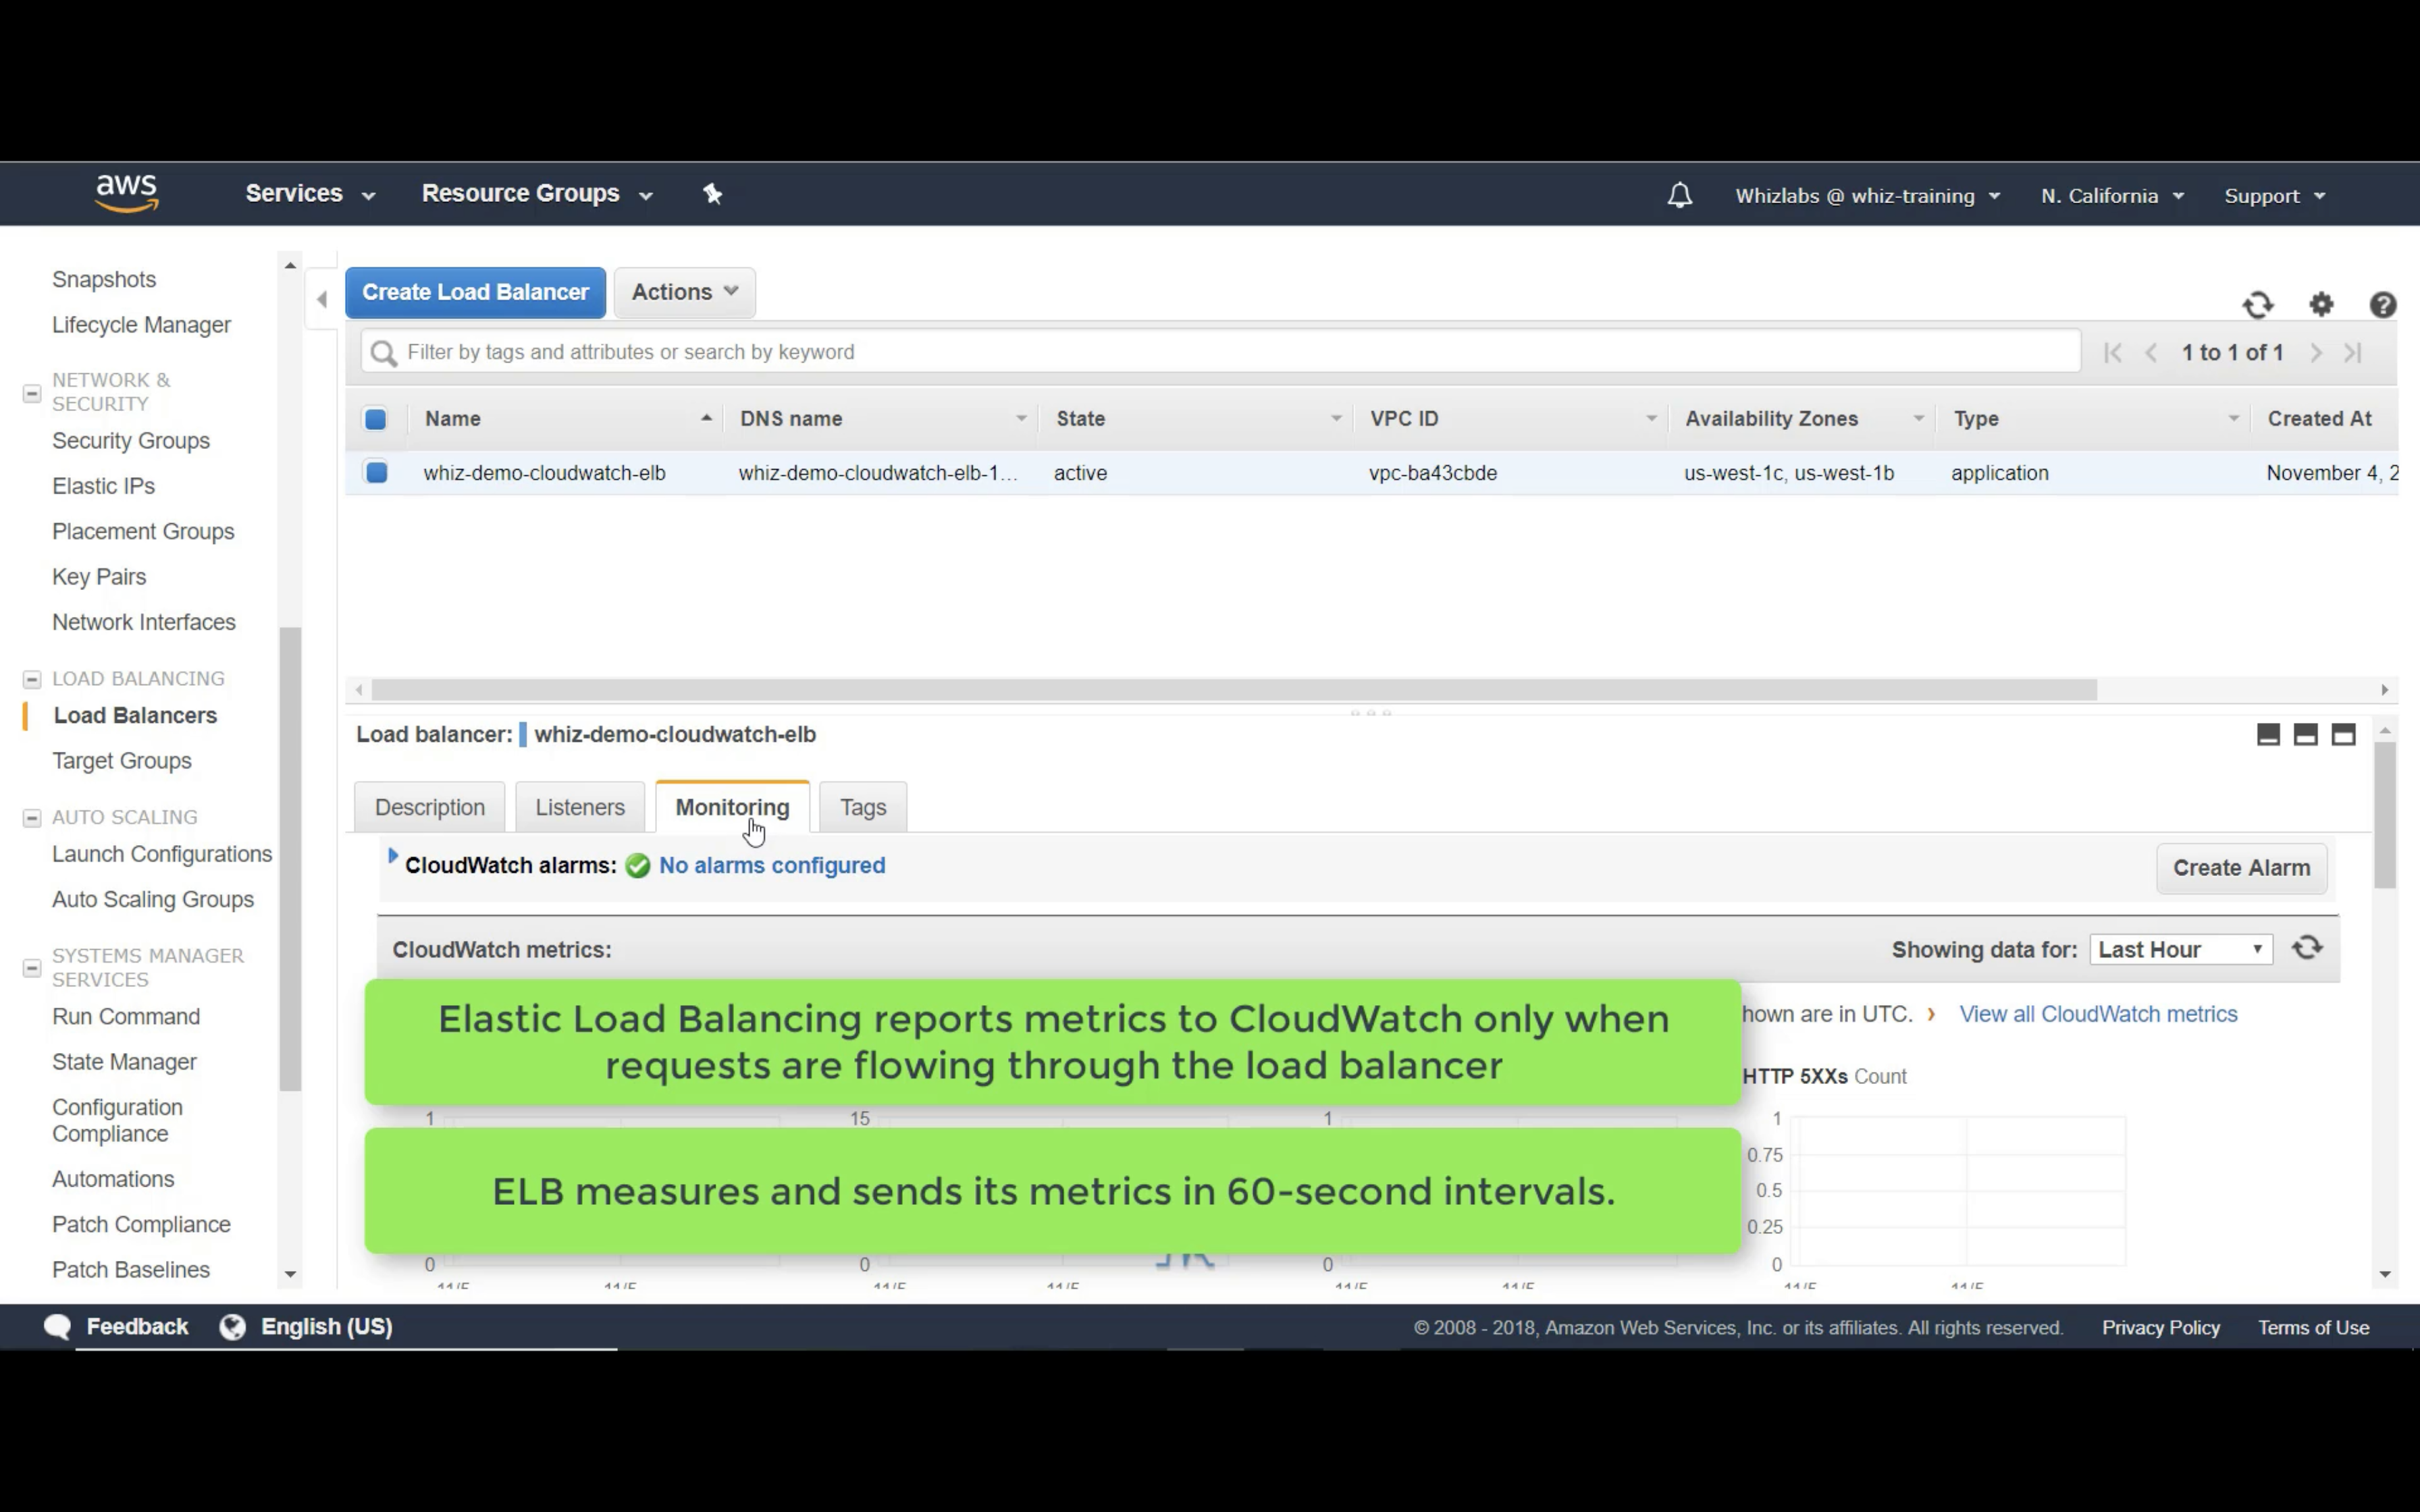 aws
Services
Resource Groups
Whizlabs @ whiz-training
N. California
Support
Snapshots
Lifecycle Manager
NETWORK &
SECURITY
Security Groups
Elastic IPs
Placement Groups
Key Pairs
Network Interfaces
LOAD BALANCING
Load Balancers
Target Groups
AUTO SCALING
Launch Configurations
Auto Scaling Groups
SYSTEMS MANAGER
SERVICES
Run Command
State Manager
Configuration
Compliance
Automations
Patch Compliance
Patch Baselines
Create Load Balancer
Actions
Filter by tags and attributes or search by keyword
1 to 1 of 1
Name DNS name State VPC ID Availability Zones Type Created At
whiz-demo-cloudwatch-elb whiz-demo-cloudwatch-elb-1... active vpc-ba43cbde us-west-1c, us-west-1b application November 4, 2
Load balancer: whiz-demo-cloudwatch-elb
Description Listeners Monitoring Tags
CloudWatch alarms: No alarms configured
Create Alarm
CloudWatch metrics:
Showing data for: Last Hour
Elastic Load Balancing reports metrics to CloudWatch only when
requests are flowing through the load balancer
hown are in UTC. › View all CloudWatch metrics
HTTP 5XXs Count
1 15 1 1
ELB measures and sends its metrics in 60-second intervals.
0.75
0.5
0.25
0 0 0 0
Feedback
English (US)
© 2008 - 2018, Amazon Web Services, Inc. or its affiliates. All rights reserved.
Privacy Policy
Terms of Use